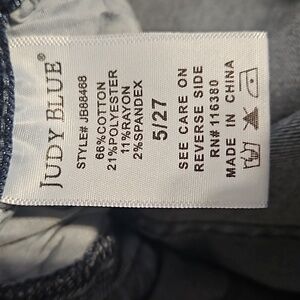 JUDY BLUE®
STYLE# JB88468
66%COTTON
21%POLYESTER
11%RAYON
2%SPANDEX
5/27
SEE CARE ON
REVERSE SIDE
RN# 116380
MADE IN CHINA